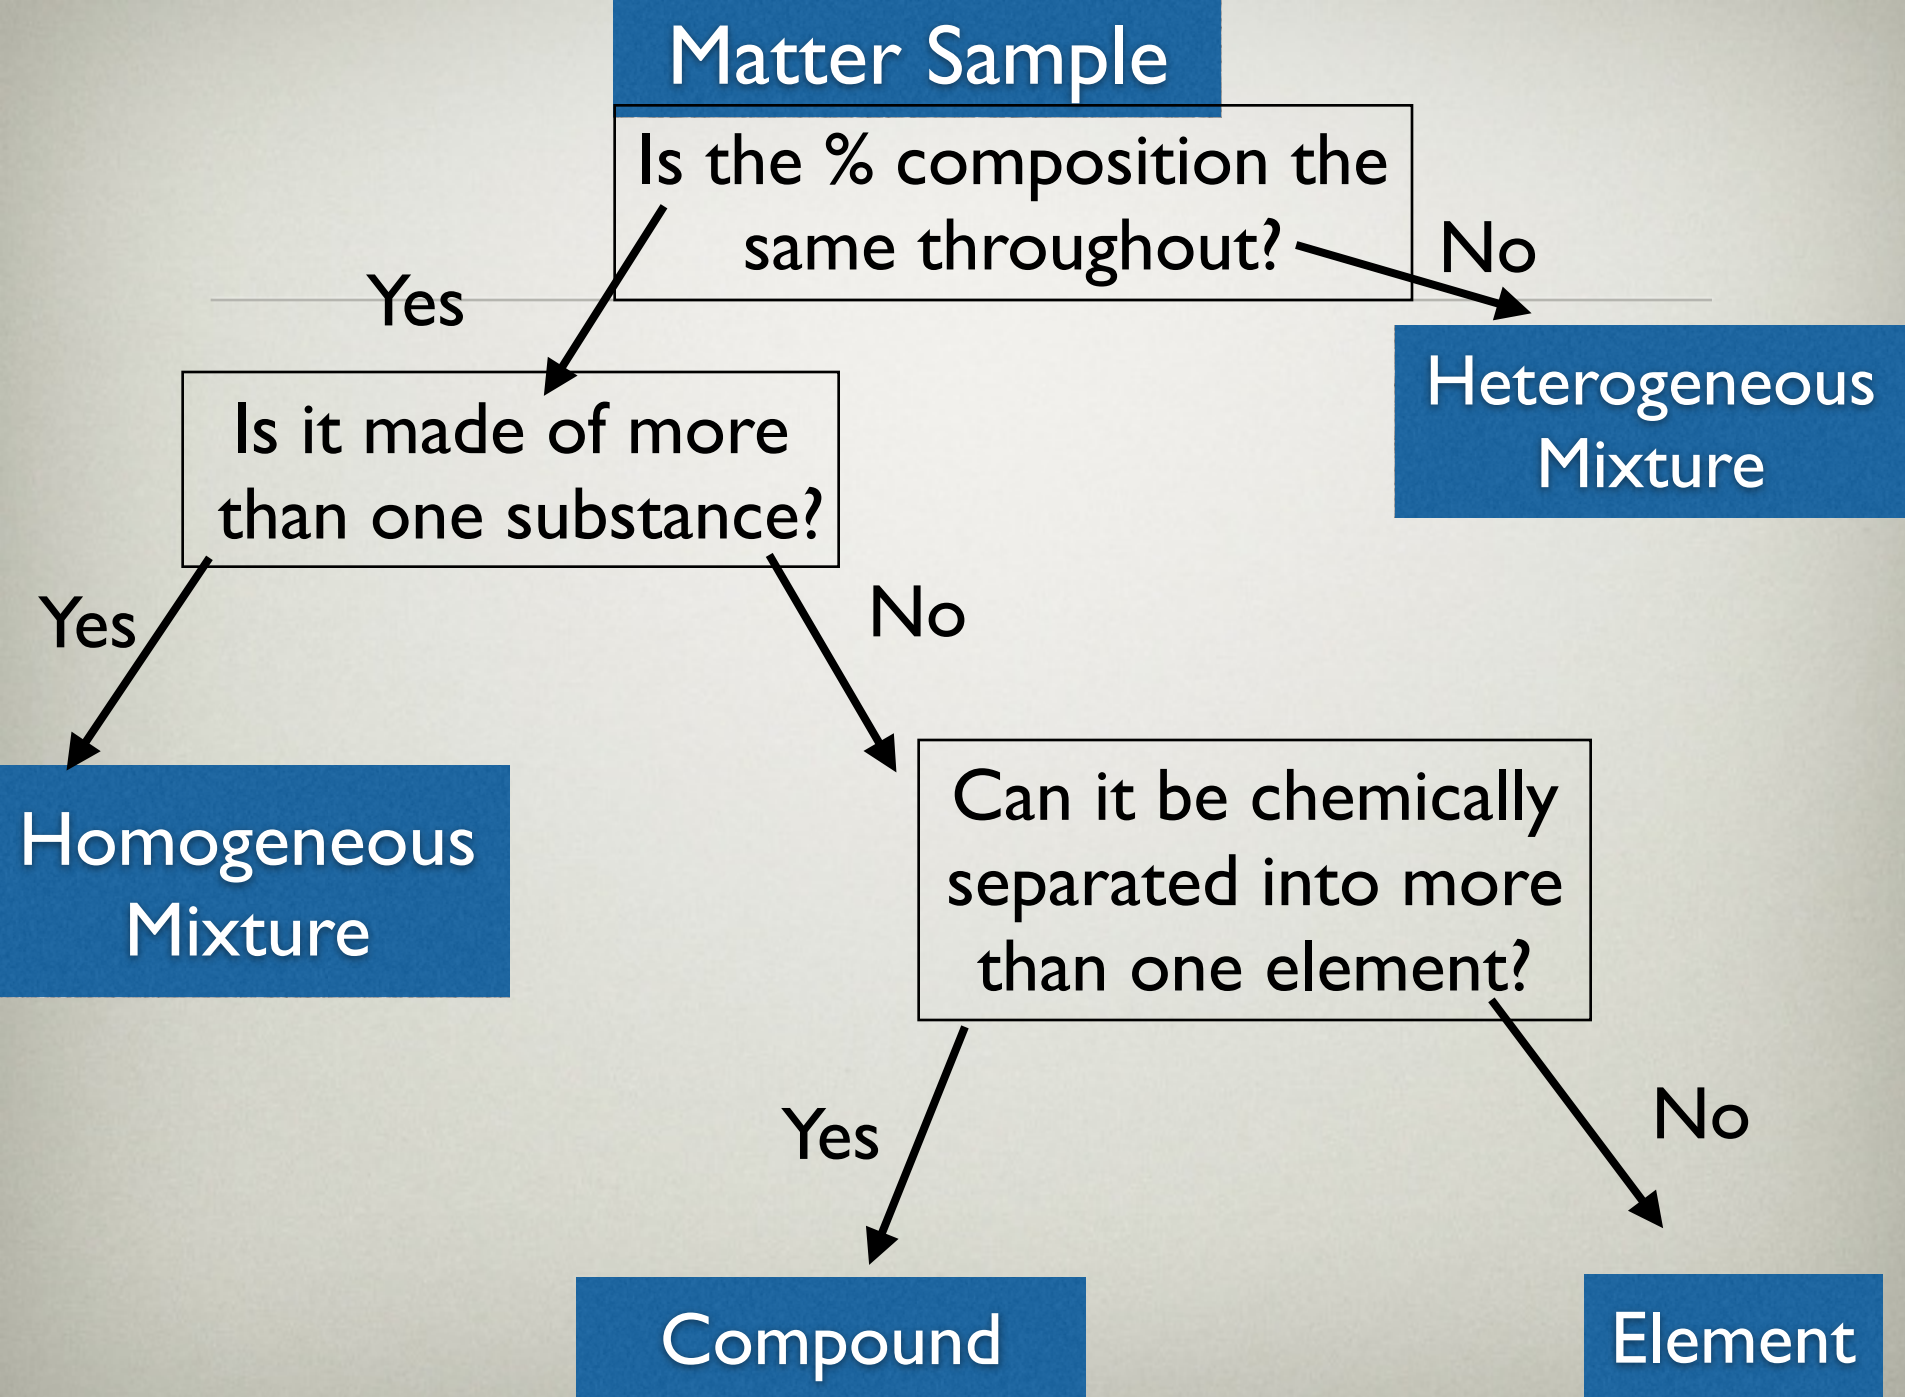 Matter Sample
Is the % composition the
same throughout?
Yes
No
Heterogeneous
Mixture
Is it made of more
than one substance?
Yes
No
Homogeneous
Mixture
Can it be chemically
separated into more
than one element?
Yes
No
Compound
Element